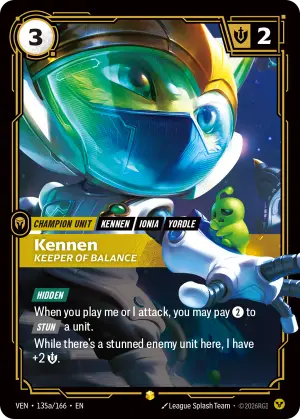 3
2
CHAMPION UNIT KENNEN IONIA YORDLE
Kennen
KEEPER OF BALANCE
HIDDEN
When you play me or I attack, you may pay 2 to
STUN a unit.
While there's a stunned enemy unit here, I have
+2.
VEN • 135a/166 • EN League Splash Team ©2026RGI